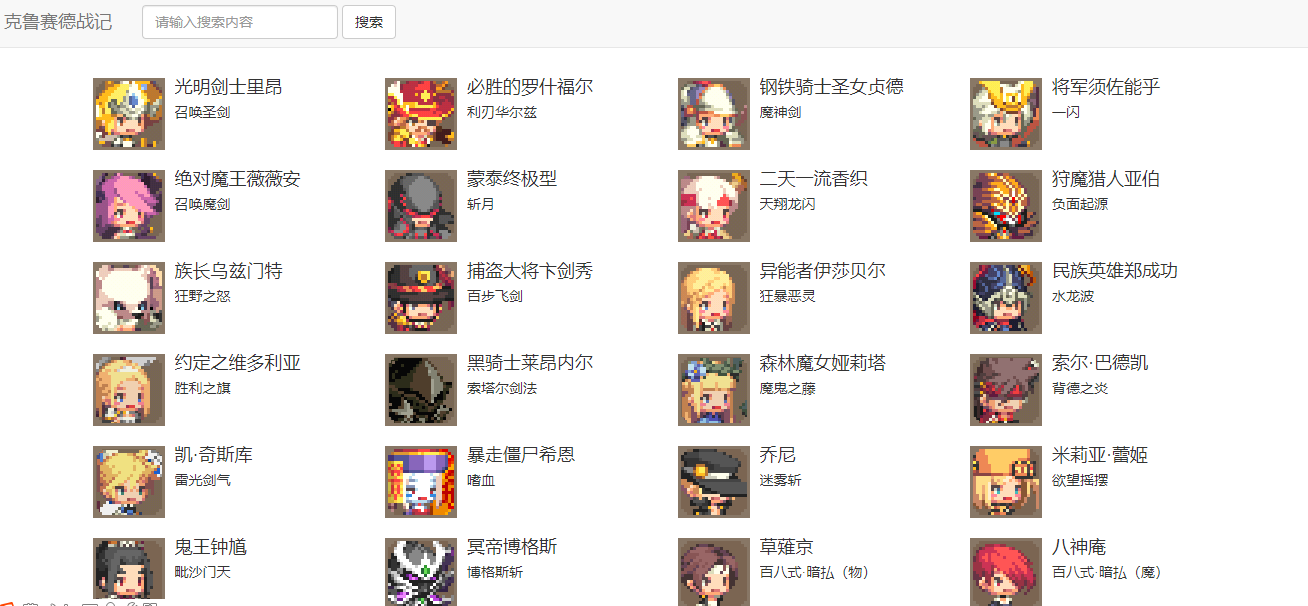 克鲁赛德战记
请输入搜索内容
搜索
光明剑士里昂
召唤圣剑
必胜的罗什福尔
利刃华尔兹
钢铁骑士圣女贞德
魔神剑
将军须佐能乎
一闪
绝对魔王薇薇安
召唤魔剑
蒙泰终极型
斩月
二天一流香织
天翔龙闪
狩魔猎人亚伯
负面起源
族长乌兹门特
狂野之怒
捕盗大将卞剑秀
百步飞剑
异能者伊莎贝尔
狂暴恶灵
民族英雄郑成功
水龙波
约定之维多利亚
胜利之旗
黑骑士莱昂内尔
索塔尔剑法
森林魔女娅莉塔
魔鬼之藤
索尔·巴德凯
背德之炎
凯·奇斯库
雷光剑气
暴走僵尸希恩
嗜血
乔尼
迷雾斩
米莉亚·蕾姬
欲望摇摆
鬼王钟馗
毗沙门天
冥帝博格斯
博格斯斩
草薙京
百八式·暗払（物）
八神庵
百八式·暗払（魔）